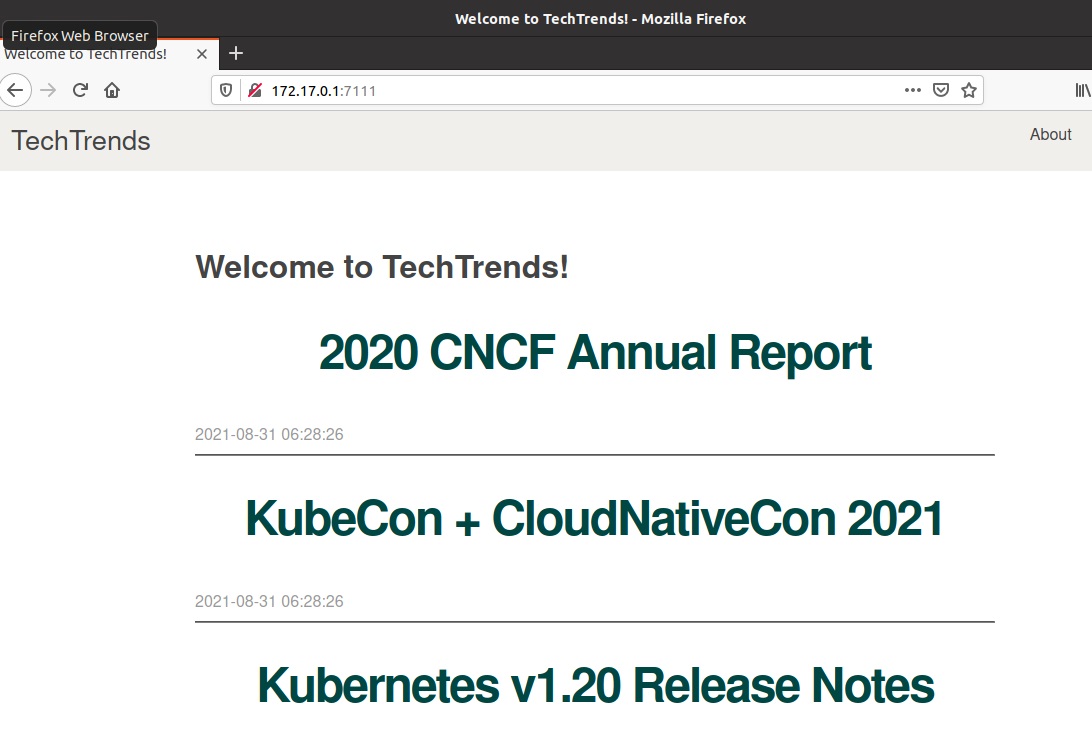 Welcome to TechTrends! - Mozilla Firefox
Firefox Web Browser
Welcome to TechTrends!
172.17.0.1:7111
TechTrends
About
Welcome to TechTrends!
2020 CNCF Annual Report
2021-08-31 06:28:26
KubeCon + CloudNativeCon 2021
2021-08-31 06:28:26
Kubernetes v1.20 Release Notes